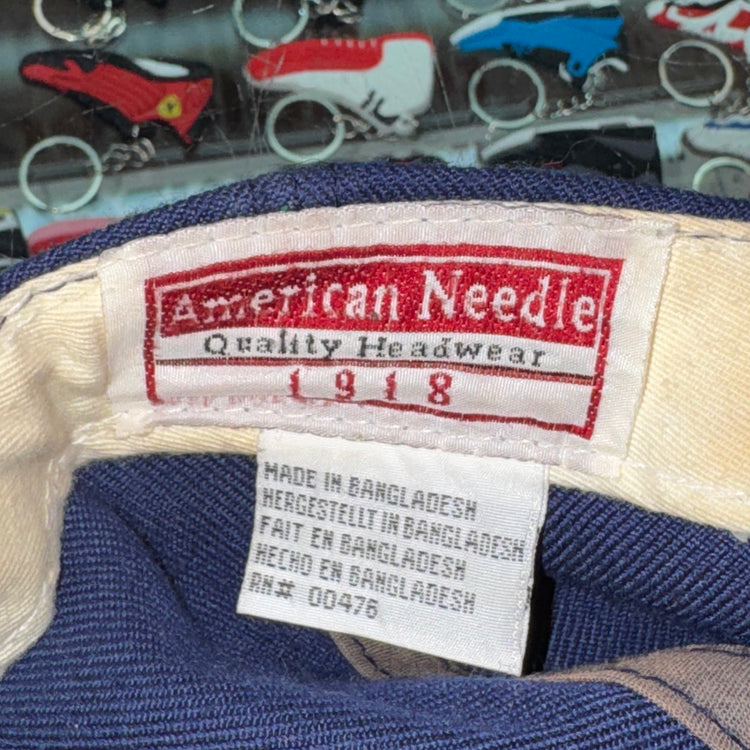 American Needle
Quality Headwear
1918
MADE IN BANGLADESH
HERGESTELLT IN BANGLADESH
FAIT EN BANGLADESH
HECHO EN BANGLADESH
RN# 00476